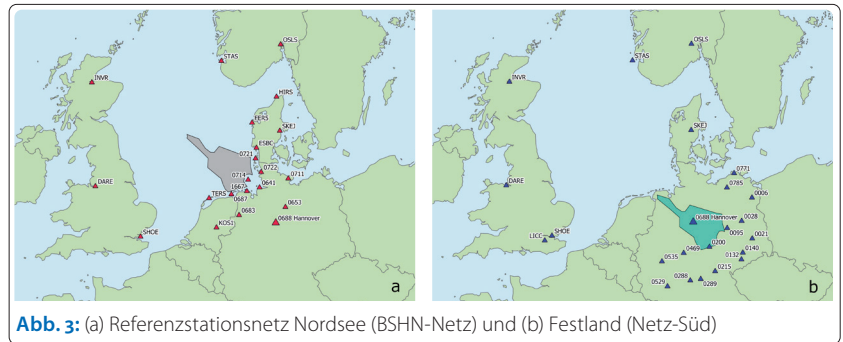 OSLS
STAS
INVR
HIRS
FERS
SKEJ
ESBC
0721
0722
0711
0714
1667
0641
TERS
0687
DARE
0683
0653
KOS1
0688 Hannover
SHOE
a
OSLS
STAS
INVR
SKEJ
0771
0785
DARE
0006
0688 Hannover
0028
0095
SHOE
LICC
0021
0200
0469
0140
0535
0132
0215
0288
0529
0289
b
Abb. 3: (a) Referenzstationsnetz Nordsee (BSHN-Netz) und (b) Festland (Netz-Süd)